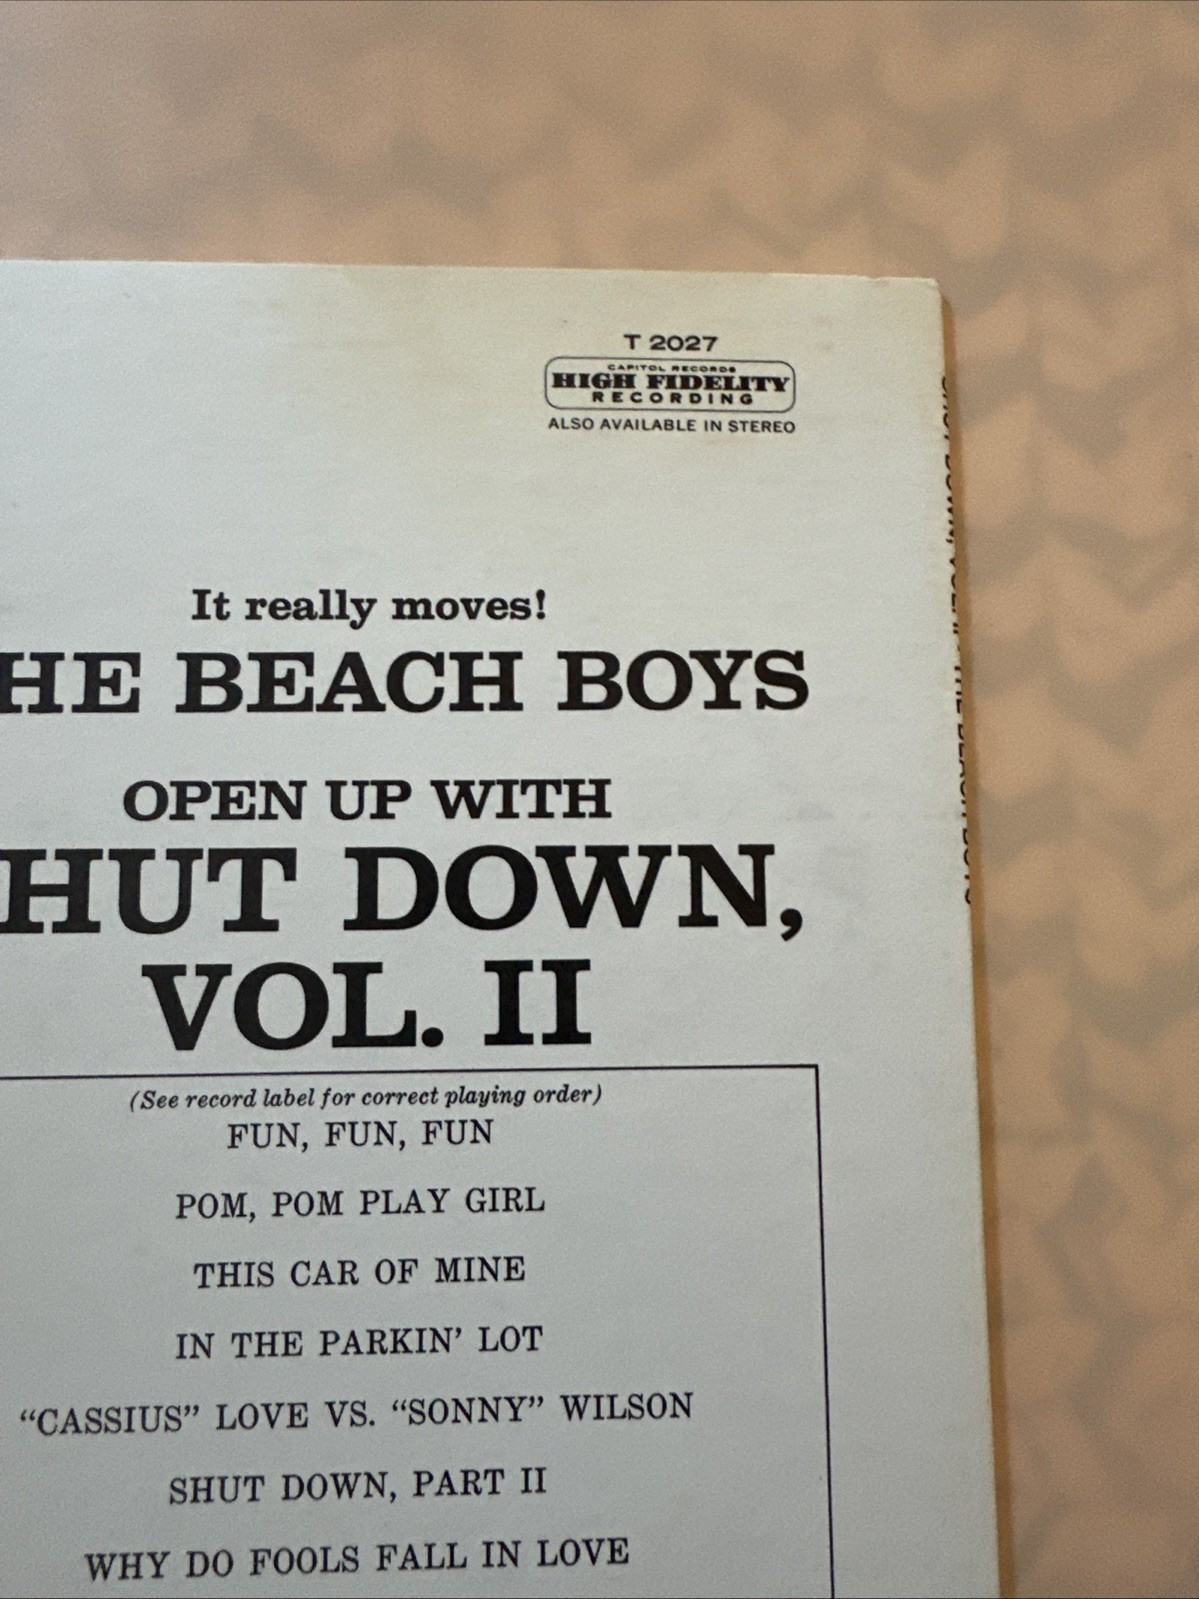 T 2027
CAPITOL RECORDS
HIGH FIDELITY
RECORDING
ALSO AVAILABLE IN STEREO
It really moves!
HE BEACH BOYS
OPEN UP WITH
HUT DOWN,
VOL. II
(See record label for correct playing order)
FUN, FUN, FUN
POM, POM PLAY GIRL
THIS CAR OF MINE
IN THE PARKIN' LOT
“CASSIUS” LOVE VS. “SONNY” WILSON
SHUT DOWN, PART II
WHY DO FOOLS FALL IN LOVE